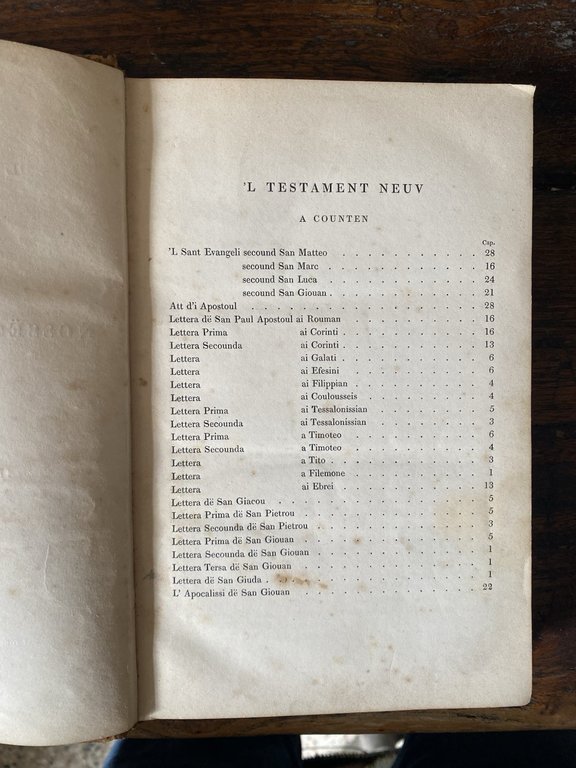 'L TESTAMENT NEUV
A COUNTEN
Cap.
'L Sant Evangeli secound San Matteo . . . . . . . . . . . 28
secound San Marc . . . . . . . . . . . 16
secound San Luca . . . . . . . . . . . 24
secound San Giouan . . . . . . . . . . . 21
Att d'i Apostoul . . . . . . . . . . . 28
Lettera dë San Paul Apostoul ai Rouman . . . . . . . . . . . 16
Lettera Prima ai Corinti . . . . . . . . . . . 16
Lettera Secounda ai Corinti . . . . . . . . . . . 13
Lettera ai Galati . . . . . . . . . . . 6
Lettera ai Efesini . . . . . . . . . . . 6
Lettera ai Filippian . . . . . . . . . . . 4
Lettera ai Coulousseis . . . . . . . . . . . 4
Lettera Prima ai Tessalonissian . . . . . . . . . . . 5
Lettera Secounda ai Tessalonissian . . . . . . . . . . . 3
Lettera Prima a Timoteo . . . . . . . . . . . 6
Lettera Secounda a Timoteo . . . . . . . . . . . 4
Lettera a Tito . . . . . . . . . . . 3
Lettera a Filemone . . . . . . . . . . . 1
Lettera ai Ebrei . . . . . . . . . . . 13
Lettera dë San Giacou . . . . . . . . . . . 5
Lettera Prima dë San Pietrou . . . . . . . . . . . 5
Lettera Secounda dë San Pietrou . . . . . . . . . . . 3
Lettera Prima dë San Giouan . . . . . . . . . . . 5
Lettera Secounda dë San Giouan . . . . . . . . . . . 1
Lettera Tersa dë San Giouan . . . . . . . . . . . 1
Lettera dë San Giuda . . . . . . . . . . . 1
L' Apocalissi dë San Giouan . . . . . . . . . . . 22